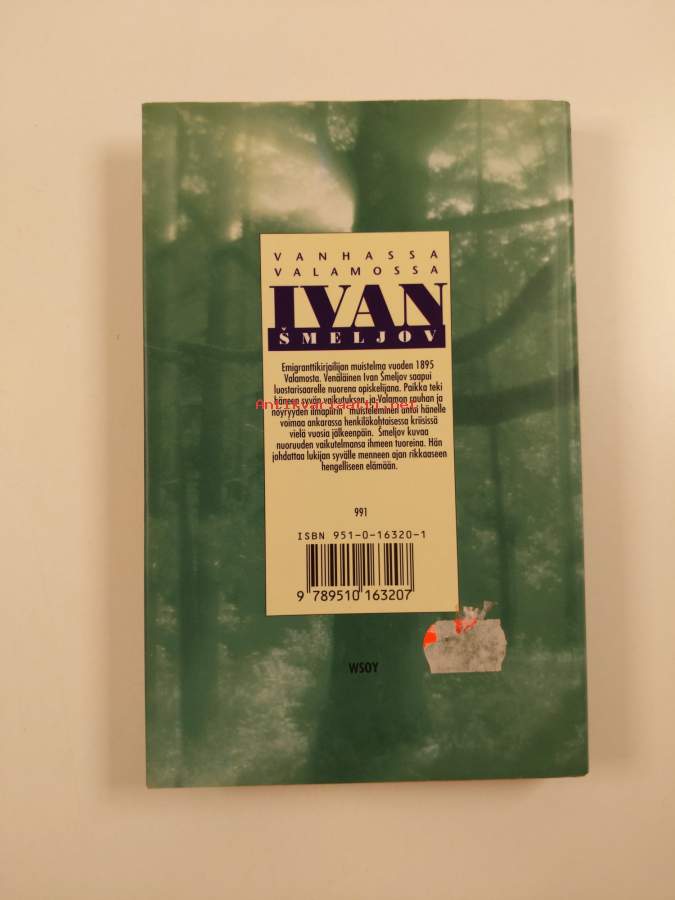 VANHASSA
VALAMOSSA
IVAN
ŠMELJOV
Emigranttikirjailijan muistelma vuoden 1895
Valamosta. Venäläinen Ivan Šmeljov saapui
luostarisaarelle nuorena opiskelijana. Paikka teki
häneen syvän vaikutuksen, ja Valamon rauhan ja
Antikvariaatti.net
nöyryyden ilmapiirin muisteleminen antoi hänelle
voimaa ankarassa henkilökohtaisessa kriisissä
vielä vuosia jälkeenpäin. Šmeljov kuvaa
nuoruuden vaikutelmansa ihmeen tuoreina. Hän
johdattaa lukijan syvälle menneen ajan rikkaaseen
hengelliseen elämään.
991
ISBN 951-0-16320-1
9 789510 163207
WSOY